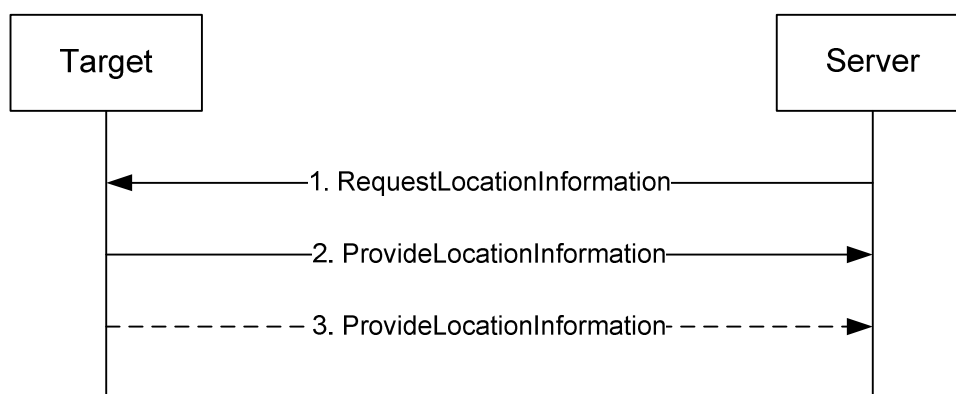 Target
Server
1. RequestLocationInformation
2. ProvideLocationInformation
3. ProvideLocationInformation